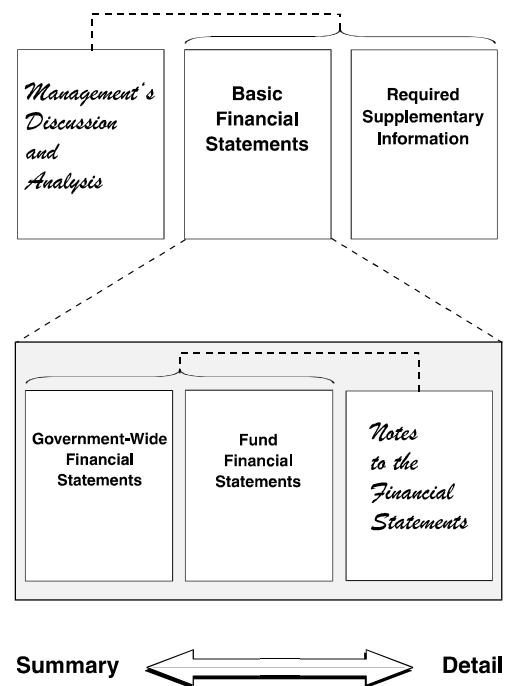 Management's
Discussion
and
Analysis
Basic
Financial
Statements
Required
Supplementary
Information
Government-Wide
Financial
Statements
Fund
Financial
Statements
Notes
to the
Financial
Statements
Summary
Detail